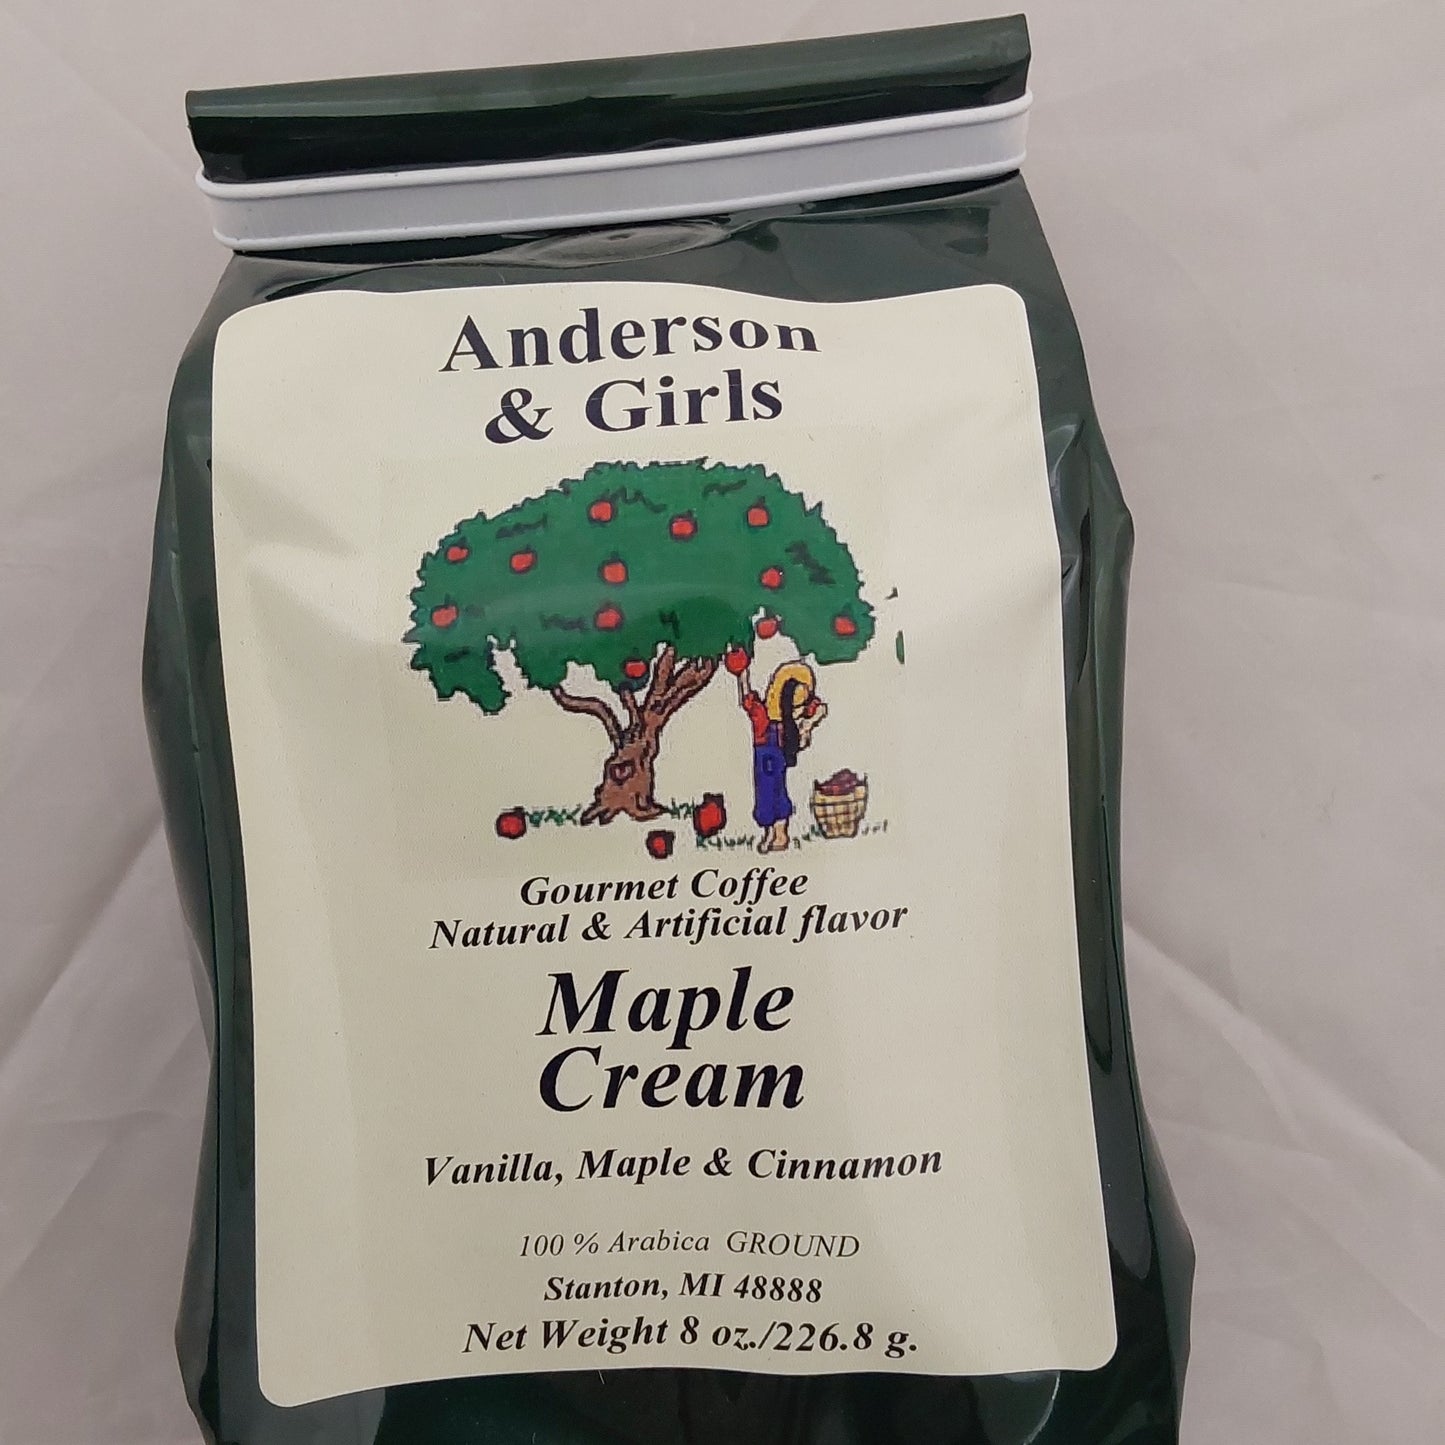 Anderson
& Girls
Gourmet Coffee
Natural & Artificial flavor
Maple
Cream
Vanilla, Maple & Cinnamon
100 % Arabica GROUND
Stanton, MI 48888
Net Weight 8 oz./226.8 g.